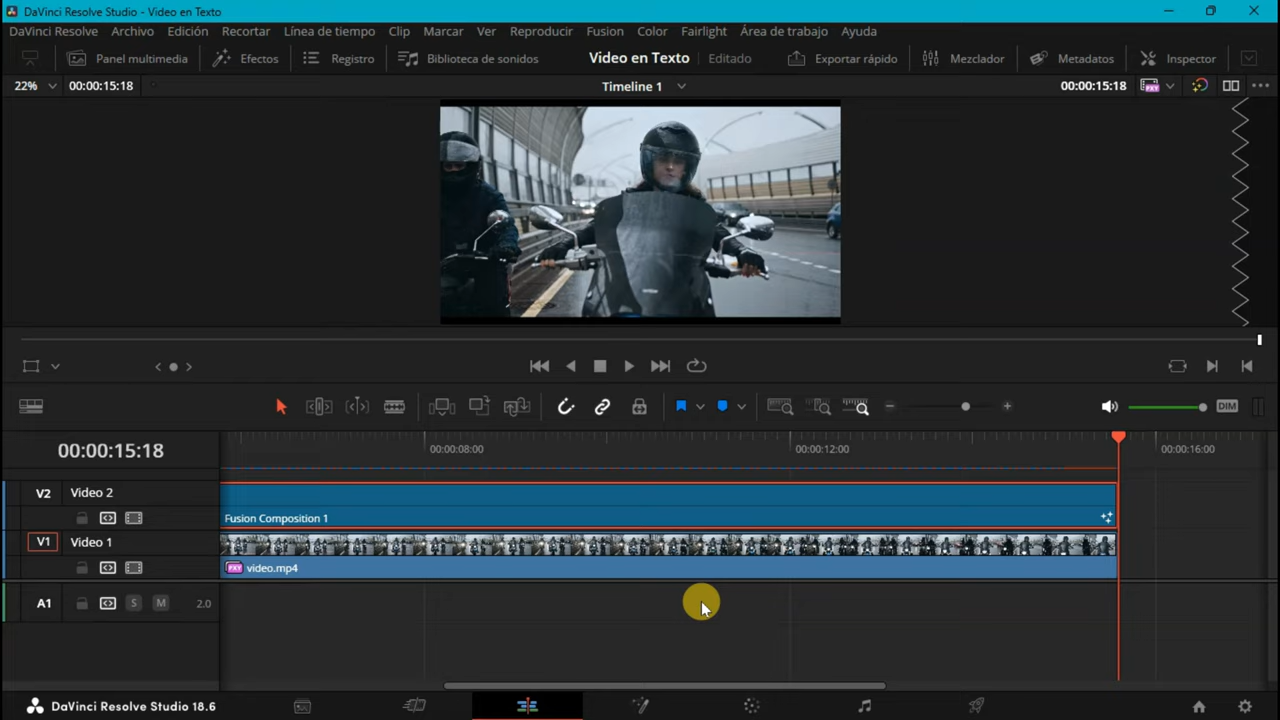 DaVinci Resolve Studio - Video en Texto
DaVinci Resolve Archivo Edición Recortar Línea de tiempo Clip Marcar Ver Reproducir Fusion Color Fairlight Área de trabajo Ayuda
Panel multimedia Efectos Registro Biblioteca de sonidos Video en Texto Editado Exportar rápido Mezclador Metadatos Inspector
22% 00:00:15:18 Timeline 1 00:00:15:18 PXY
DIM
00:00:15:18 00:00:08:00 00:00:12:00 00:00:16:00
V2 Video 2
Fusion Composition 1
V1 Video 1
PXY video.mp4
A1 S M 2.0
DaVinci Resolve Studio 18.6